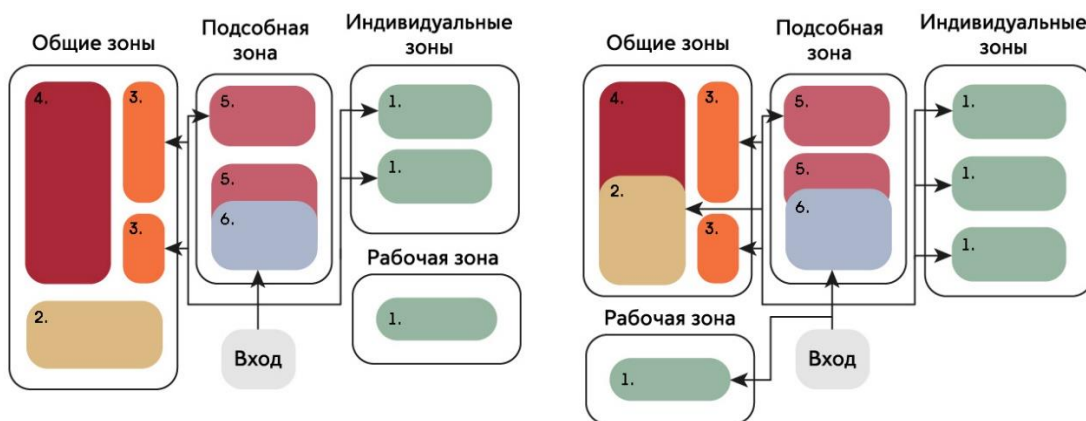 Общие зоны
Подсобная
зона
Индивидуальные
зоны
4.
3.
3.
2.
5.
5.
6.
1.
1.
Рабочая зона
1.
Вход
Общие зоны
Подсобная
зона
Индивидуальные
зоны
4.
3.
2.
3.
5.
5.
6.
1.
1.
1.
Рабочая зона
1.
Вход